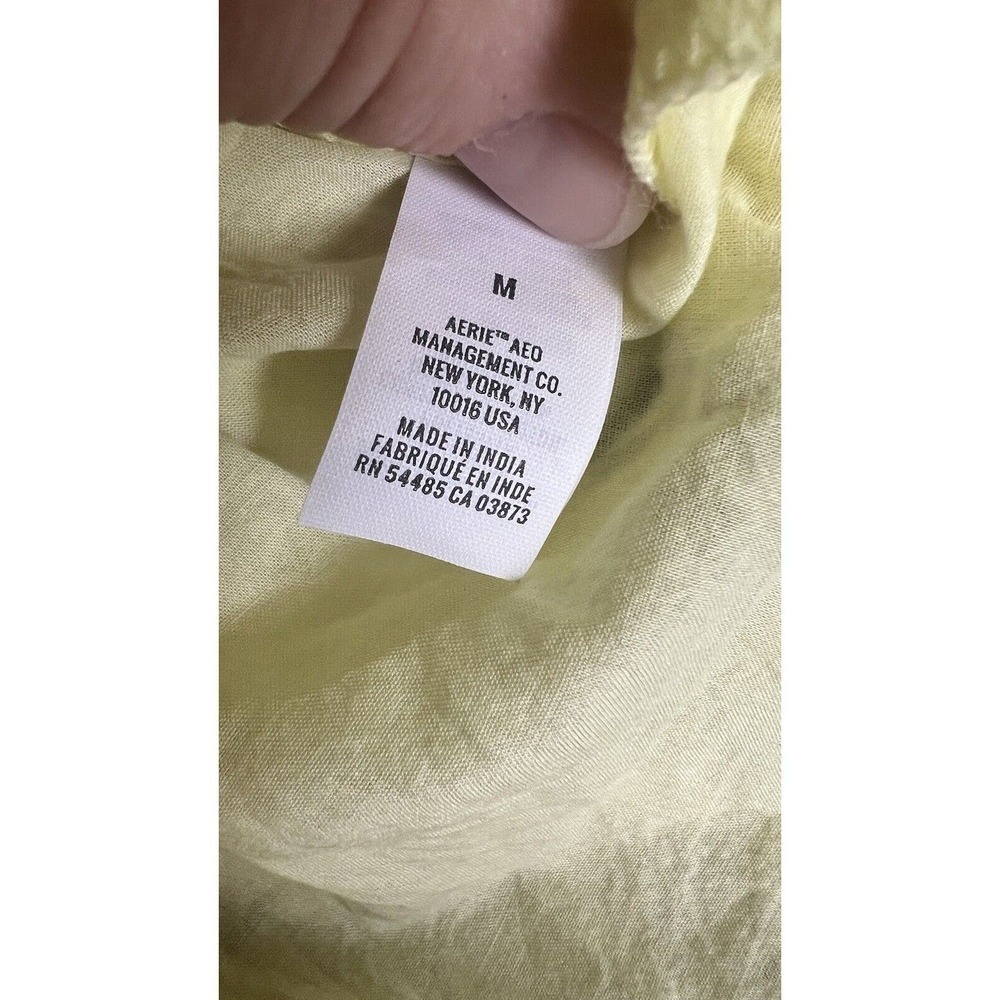 M
AERIE™ AEO
MANAGEMENT CO.
NEW YORK, NY
10016 USA
MADE IN INDIA
FABRIQUÉ EN INDE
RN 54485 CA 03873